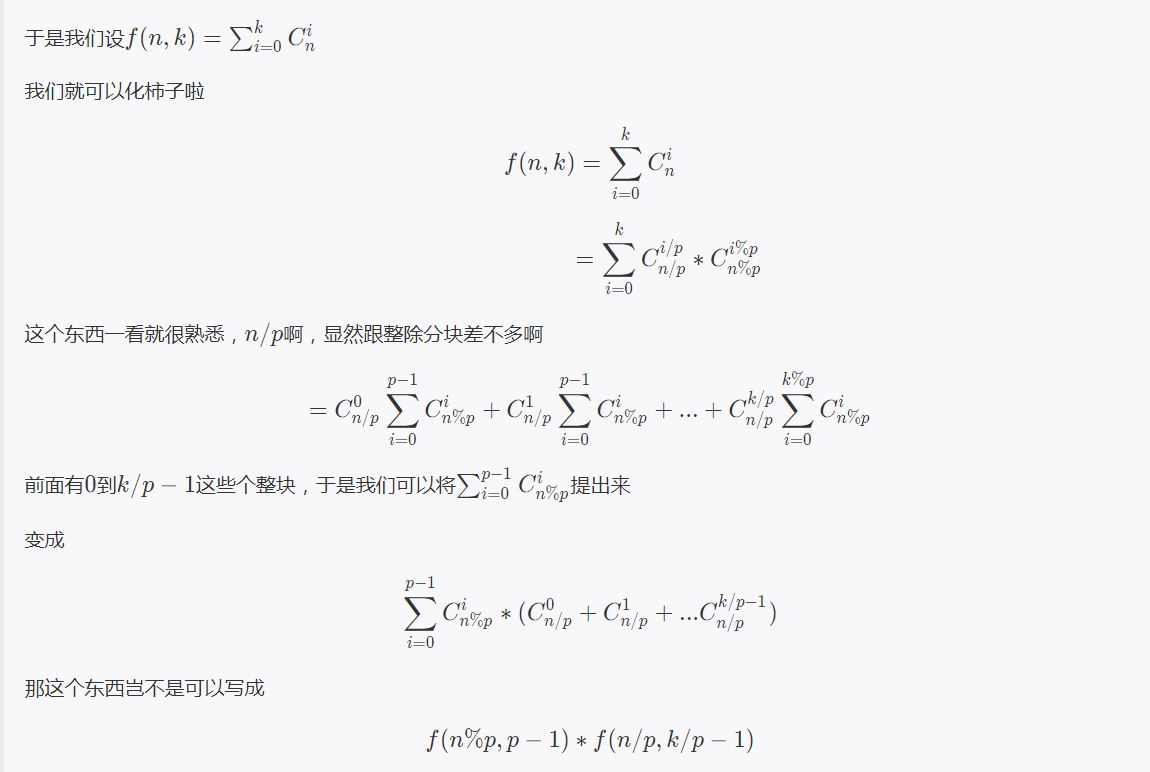 于是我们设$f(n,k)=\sum_{i=0}^{k}C_n^i$
我们就可以化柿子啦
$f(n,k)=\sum_{i=0}^{k}C_n^i$
$=\sum_{i=0}^{k}C_{n/p}^{i/p}*C_{n\%p}^{i\%p}$
这个东西一看就很熟悉，$n/p$啊，显然跟整除分块差不多啊
$=C_{n/p}^{0}\sum_{i=0}^{p-1}C_{n\%p}^{i}+C_{n/p}^{1}\sum_{i=0}^{p-1}C_{n\%p}^{i}+...+C_{n/p}^{k/p}\sum_{i=0}^{k\%p}C_{n\%p}^{i}$
前面有$0$到$k/p-1$这些个整块，于是我们可以将$\sum_{i=0}^{p-1}C_{n\%p}^{i}$提出来
变成
$\sum_{i=0}^{p-1}C_{n\%p}^{i}*(C_{n/p}^{0}+C_{n/p}^{1}+...C_{n/p}^{k/p-1})$
那这个东西岂不是可以写成
$f(n\%p,p-1)*f(n/p,k/p-1)$